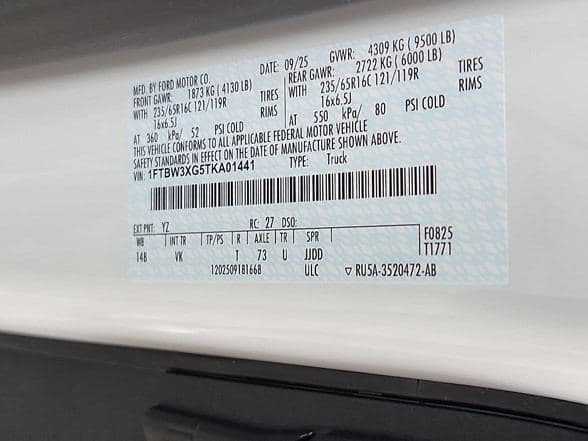 MFD. BY FORD MOTOR CO. DATE: 09/25 GVWR: 4309 KG (9500 LB)
FRONT GAWR: 1873 KG (4130 LB) REAR GAWR: 2722 KG (6000 LB)
WITH 235/65R16C 121/119R TIRES WITH 235/65R16C 121/119R TIRES
16x6.5J RIMS 16x6.5J RIMS
AT 360 kPa/ 52 PSI COLD AT 550 kPa/ 80 PSI COLD
THIS VEHICLE CONFORMS TO ALL APPLICABLE FEDERAL MOTOR VEHICLE
SAFETY STANDARDS IN EFFECT ON THE DATE OF MANUFACTURE SHOWN ABOVE.
VIN: 1FTBW3XG5TKA01441 TYPE: Truck
EXT PNT: YZ RC: 27 DSO:
WB INT TR TP/PS R AXLE TR SPR F0825
148 VK T 73 U JJDD T1771
1202509181668 ULC ▽ RU5A-3520472-AB